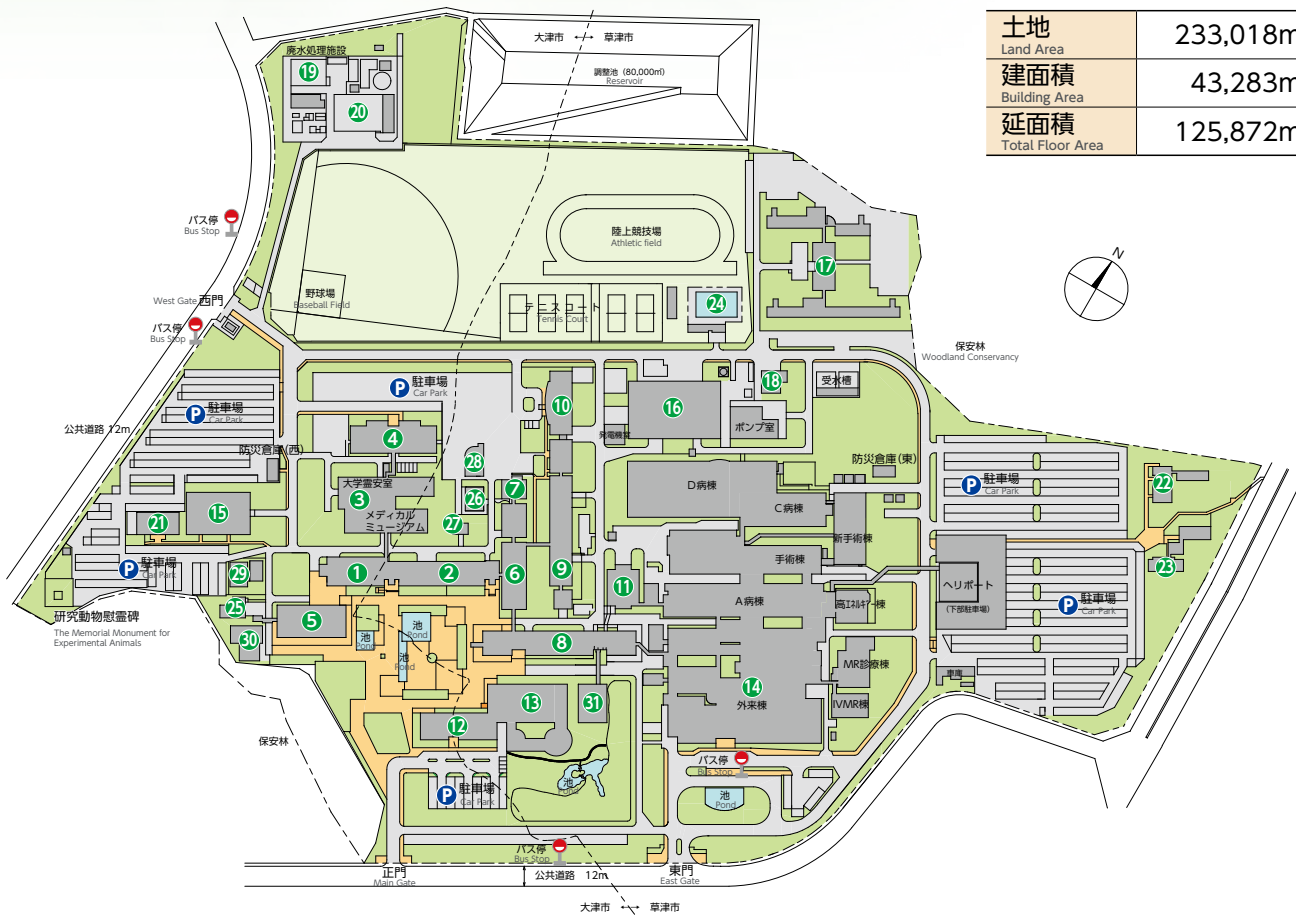 土地
Land Area
233,018m
建面積
Building Area
43,283m
延面積
Total Floor Area
125,872m
大津市 ↔ 草津市
調整池（80,000㎡）
Reservoir
廃水処理施設
19
20
バス停
Bus Stop
陸上競技場
Athletic field
17
N
West Gate 西門
野球場
Baseball Field
テニスコート
Tennis Court
24
バス停
Bus Stop
保安林
Woodland Conservancy
P 駐車場
Car Park
18
受水槽
P 駐車場
Car Park
10
16
公共道路 12m
ポンプ室
発電機室
4
防災倉庫(西)
28
防災倉庫(東)
大学霊安室
7
D病棟
P 駐車場
Car Park
22
3
26
メディカル
ミュージアム
C病棟
21
15
27
新手術棟
手術棟
P 駐車場
Car Park
29
1
2
6
9
11
23
ヘリポート
(下部駐車場)
A病棟
高エネルギー棟
P 駐車場
Car Park
研究動物慰霊碑
The Memorial Monument for
Experimental Animals
25
5
30
池
Pond
池
Pond
池
Pond
8
MR診療棟
車庫
14
外来棟
13
31
IVMR棟
12
保安林
バス停
Bus Stop
池
Pond
P 駐車場
Car Park
池
Pond
バス停
Bus Stop
正門
Main Gate
公共道路 12m
東門
East Gate
大津市 ↔ 草津市